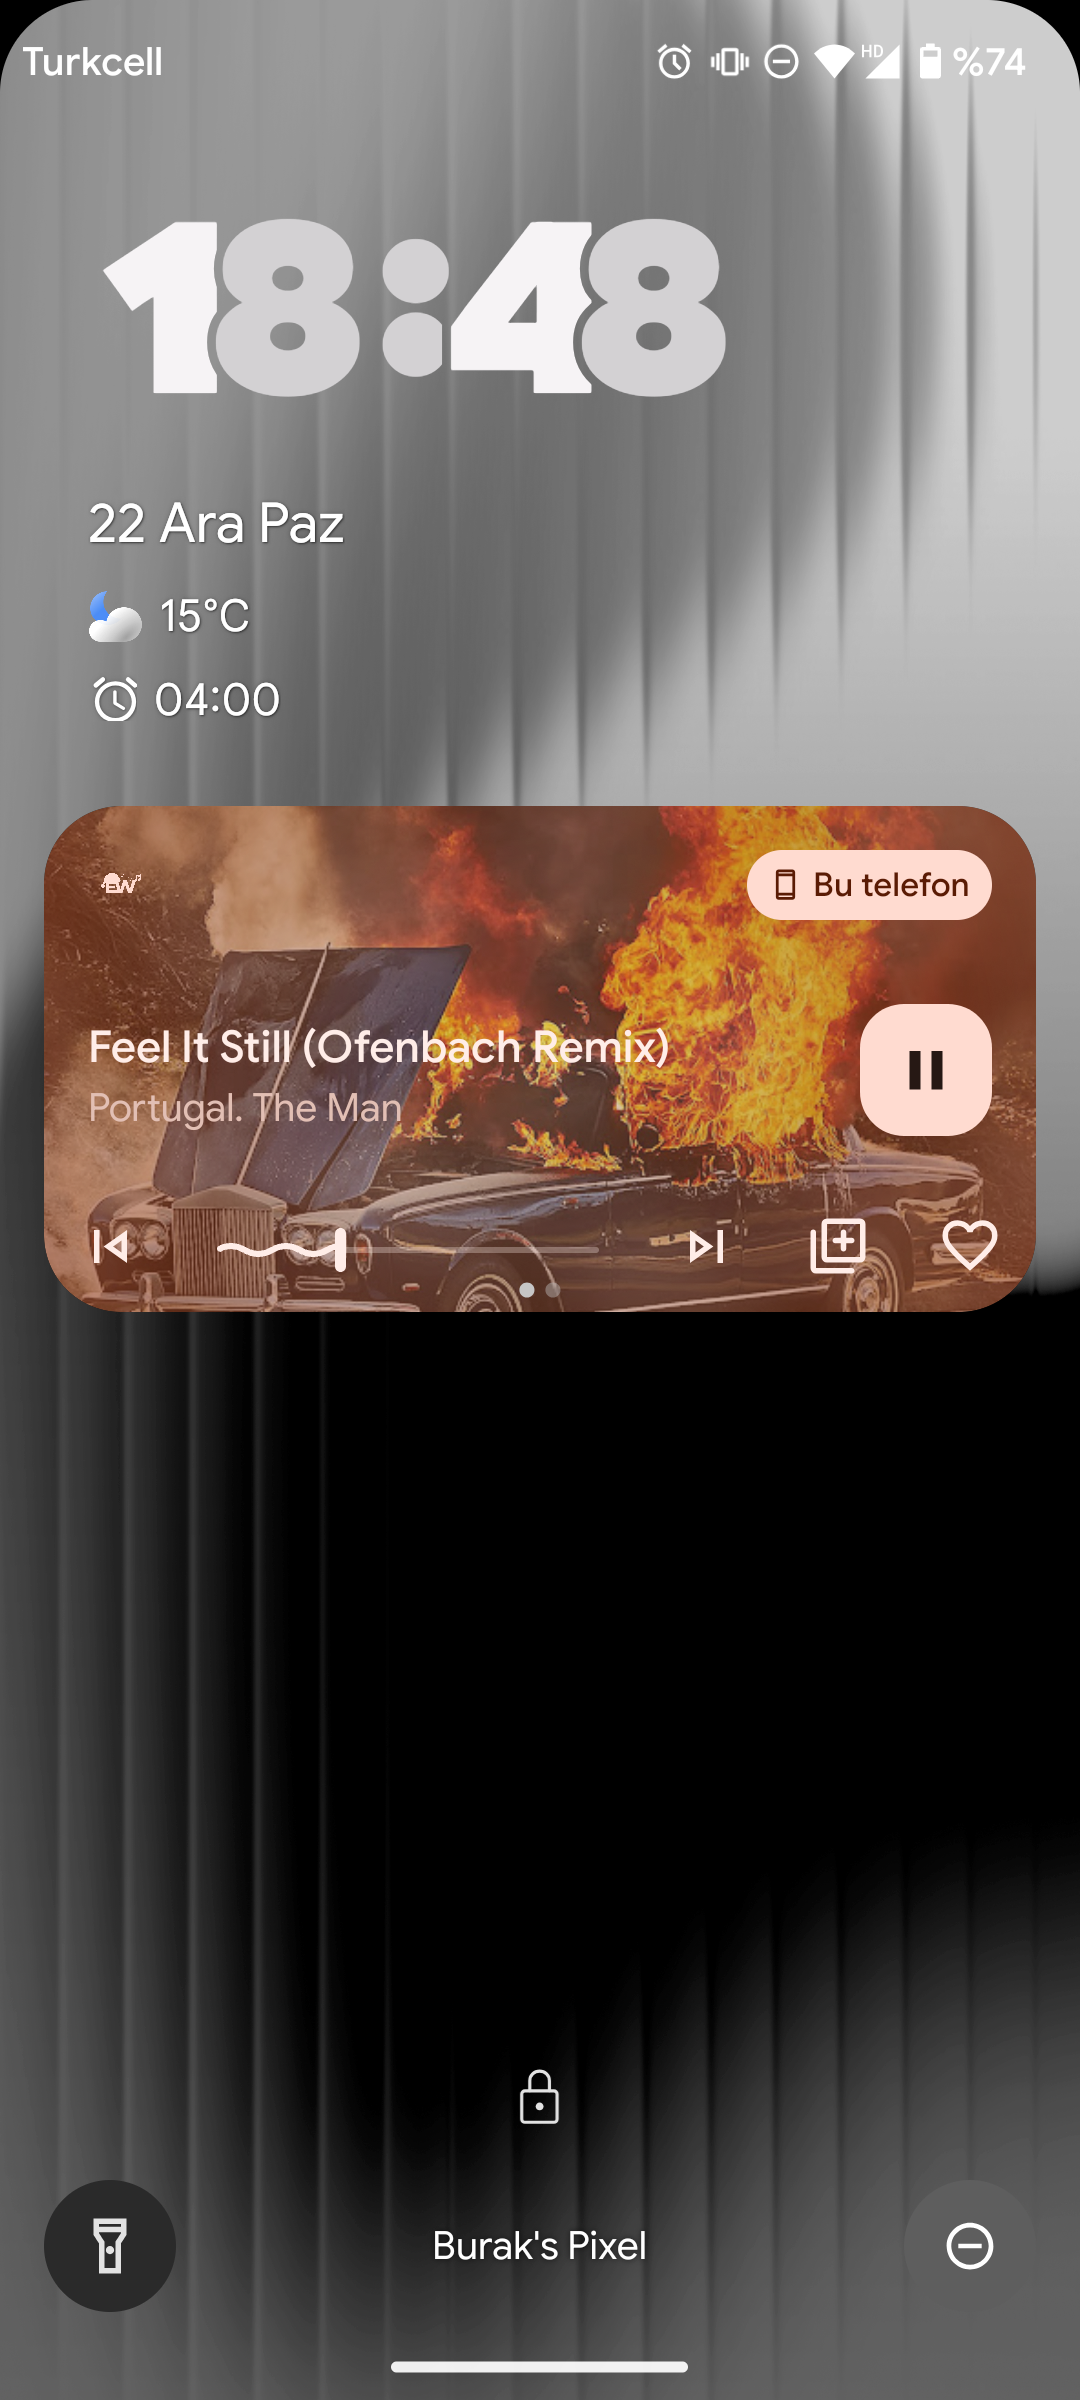 Turkcell HD %74
18:48
22 Ara Paz
15°C
04:00
EW
Bu telefon
Feel It Still (Ofenbach Remix)
Portugal. The Man
Burak's Pixel